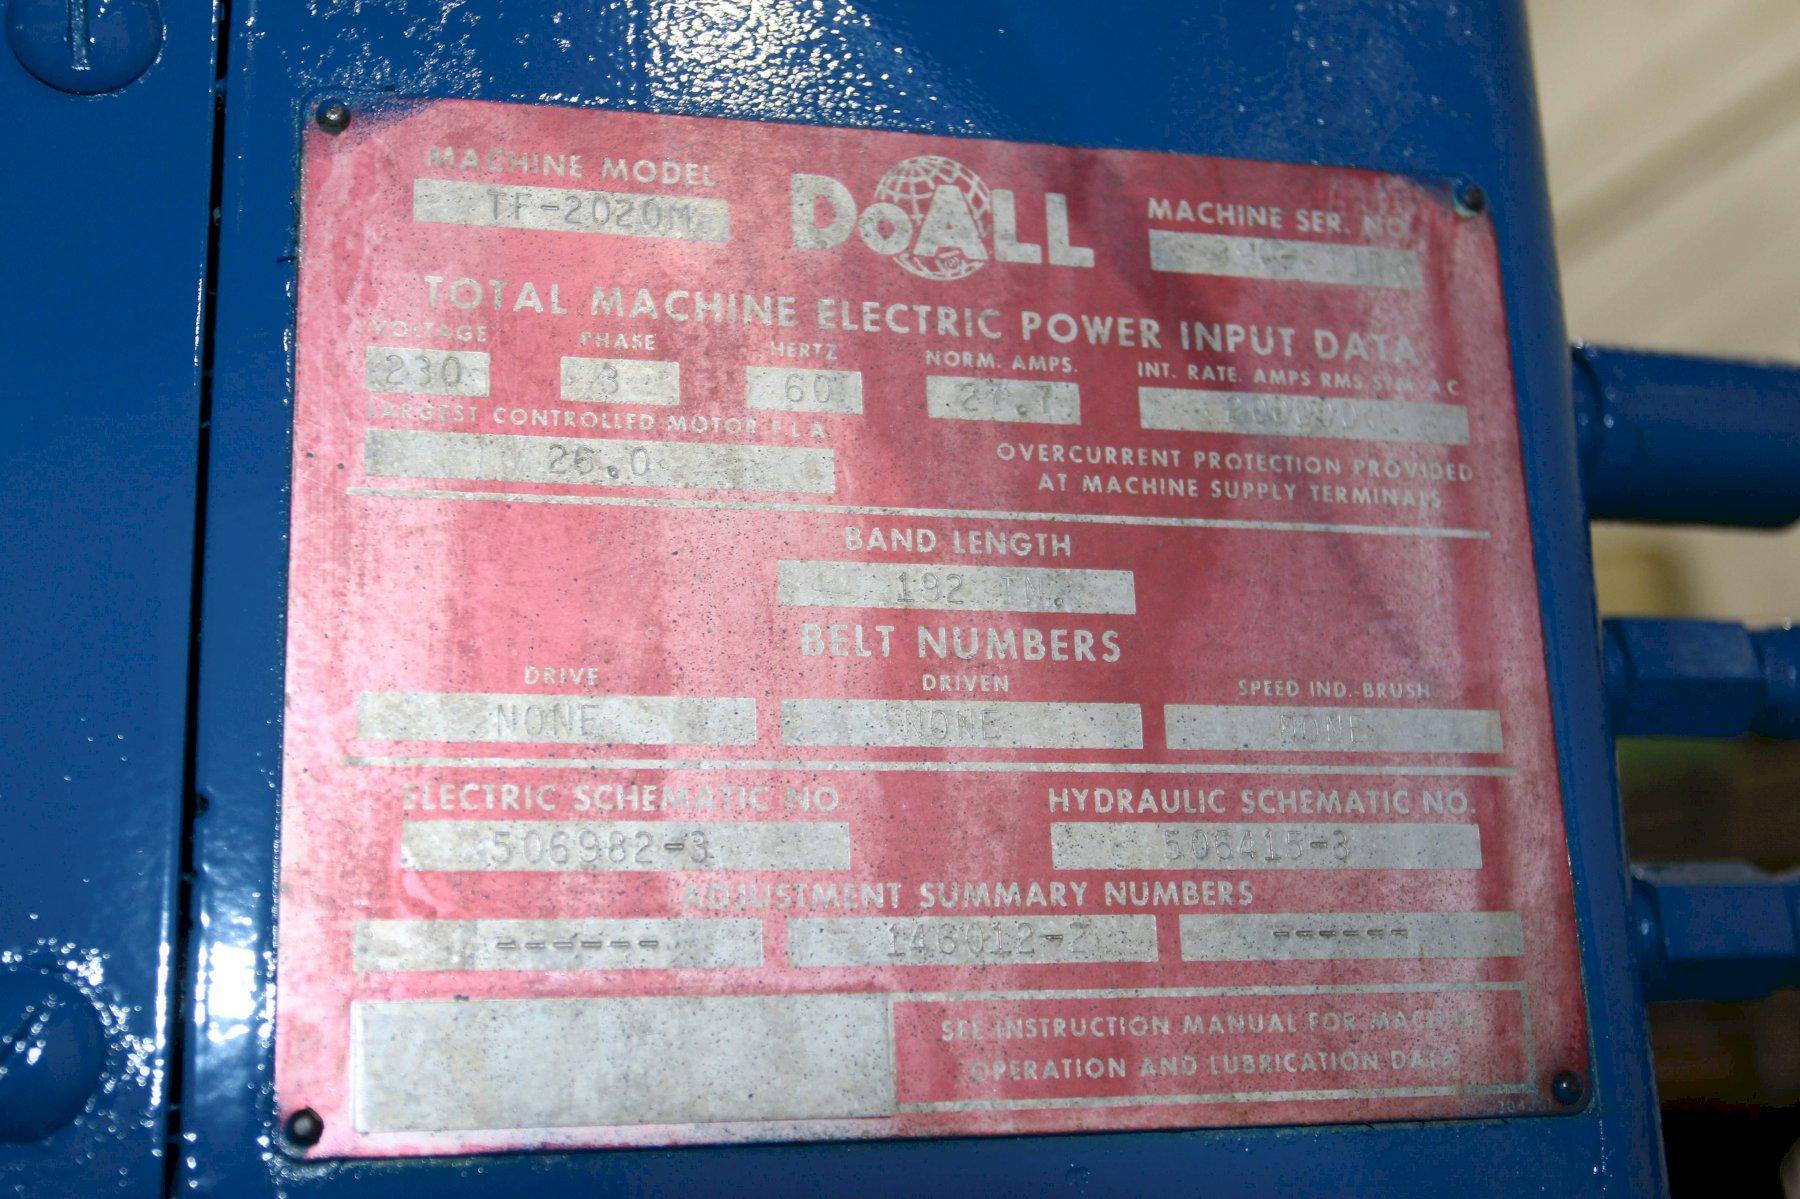 MACHINE MODEL
TF-2020M
DOALL
MACHINE SER. NO.
TOTAL MACHINE ELECTRIC POWER INPUT DATA
VOLTAGE PHASE HERTZ NORM. AMPS. INT. RATE. AMPS RMS SYM. A.C.
230 3 60 27.7
LARGEST CONTROLLED MOTOR F.L.A.
26.0
OVERCURRENT PROTECTION PROVIDED
AT MACHINE SUPPLY TERMINALS
BAND LENGTH
192 IN.
BELT NUMBERS
DRIVE DRIVEN SPEED IND.-BRUSH
NONE NONE NONE
ELECTRIC SCHEMATIC NO. HYDRAULIC SCHEMATIC NO.
506982-3 506415-3
ADJUSTMENT SUMMARY NUMBERS
------ 146012-2 ------
SEE INSTRUCTION MANUAL FOR MACHINE
OPERATION AND LUBRICATION DATA